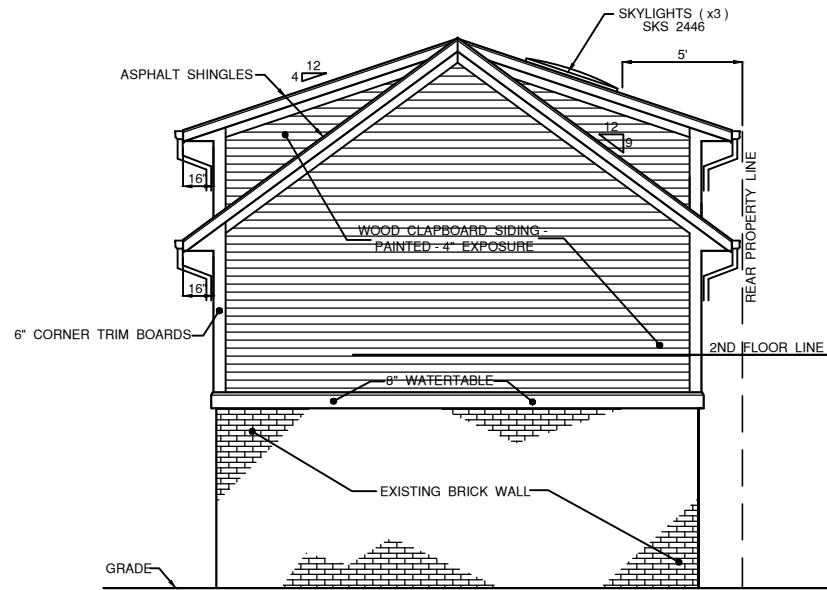 SKYLIGHTS ( x3 )
SKS 2446
12
4
5'
ASPHALT SHINGLES
12
9
16"
REAR PROPERTY LINE
WOOD CLAPBOARD SIDING -
PAINTED - 4" EXPOSURE
16"
6" CORNER TRIM BOARDS
2ND FLOOR LINE
8" WATERTABLE
EXISTING BRICK WALL
GRADE